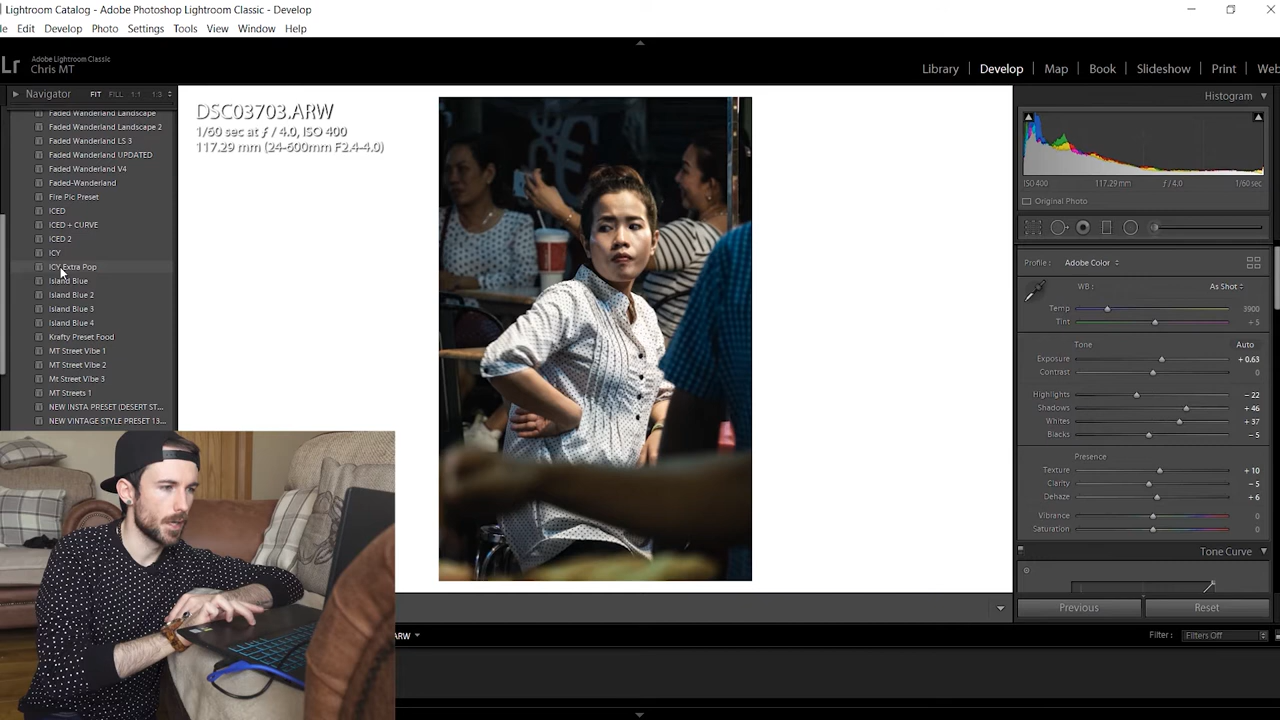 Lightroom Catalog - Adobe Photoshop Lightroom Classic - Develop
Edit Develop Photo Settings Tools View Window Help
Lr Adobe Lightroom Classic
Chris MT
Library | Develop | Map | Book | Slideshow | Print | Web
Navigator FIT FILL 1:1 1:3
Faded Wanderland Landscape
Faded Wanderland Landscape 2
Faded Wanderland LS 3
Faded Wanderland UPDATED
Faded Wanderland V4
Faded-Wanderland
Fire Pic Preset
ICED
ICED + CURVE
ICED 2
ICY
ICY Extra Pop
Island Blue
Island Blue 2
Island Blue 3
Island Blue 4
Krafty Preset Food
MT Street Vibe 1
MT Street Vibe 2
Mt Street Vibe 3
MT Streets 1
NEW INSTA PRESET (DESERT ST...
NEW VINTAGE STYLE PRESET 13...
DSC03703.ARW
1/60 sec at ƒ / 4.0, ISO 400
117.29 mm (24-600mm F2.4-4.0)
Histogram
ISO 400 117.29 mm ƒ / 4.0 1/60 sec
Original Photo
Profile : Adobe Color
WB : As Shot
Temp 3900
Tint + 5
Tone Auto
Exposure + 0.63
Contrast 0
Highlights - 22
Shadows + 46
Whites + 37
Blacks - 5
Presence
Texture + 10
Clarity - 5
Dehaze + 6
Vibrance 0
Saturation 0
Tone Curve
Previous Reset
ARW
Filter : Filters Off